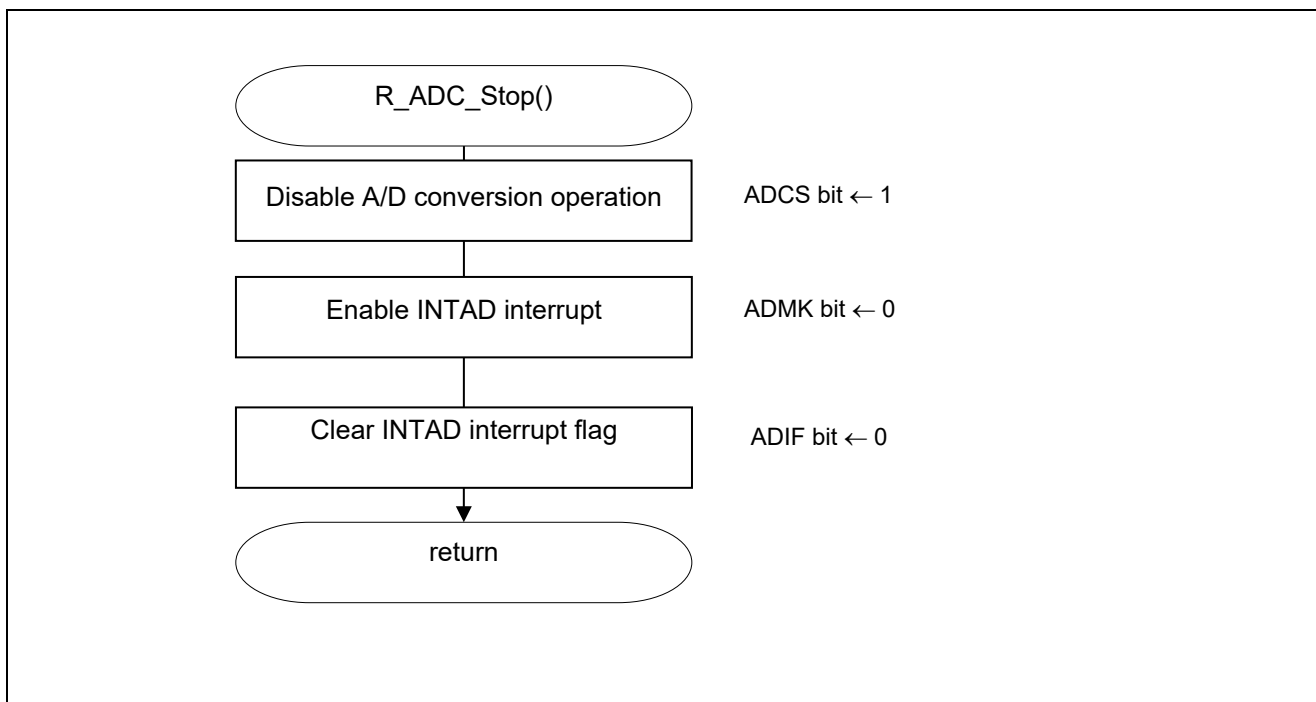 R_ADC_Stop()
Disable A/D conversion operation
ADCS bit ← 1
Enable INTAD interrupt
ADMK bit ← 0
Clear INTAD interrupt flag
ADIF bit ← 0
return